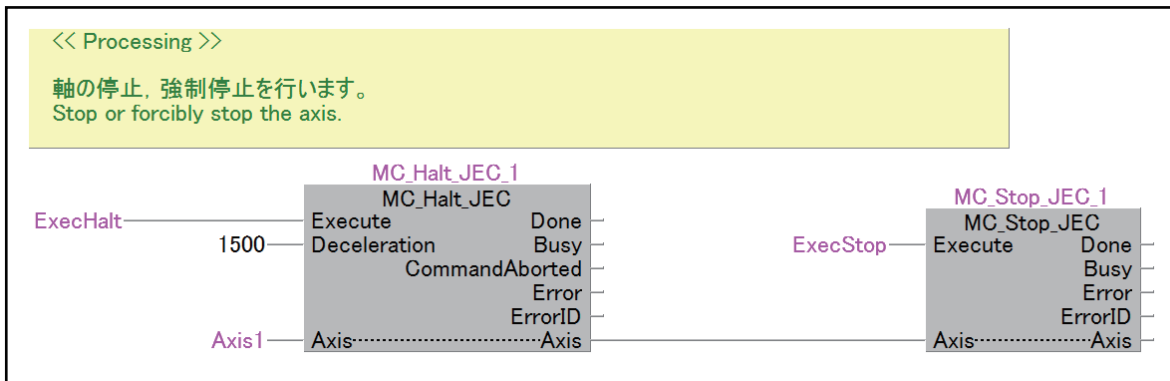 << Processing >>
軸の停止，強制停止を行います。
Stop or forcibly stop the axis.
MC_Halt_JEC_1
MC_Halt_JEC
ExecHalt
Execute
Done
1500
Deceleration
Busy
CommandAborted
Error
ErrorID
Axis1
Axis
Axis
MC_Stop_JEC_1
MC_Stop_JEC
ExecStop
Execute
Done
Busy
Error
ErrorID
Axis
Axis